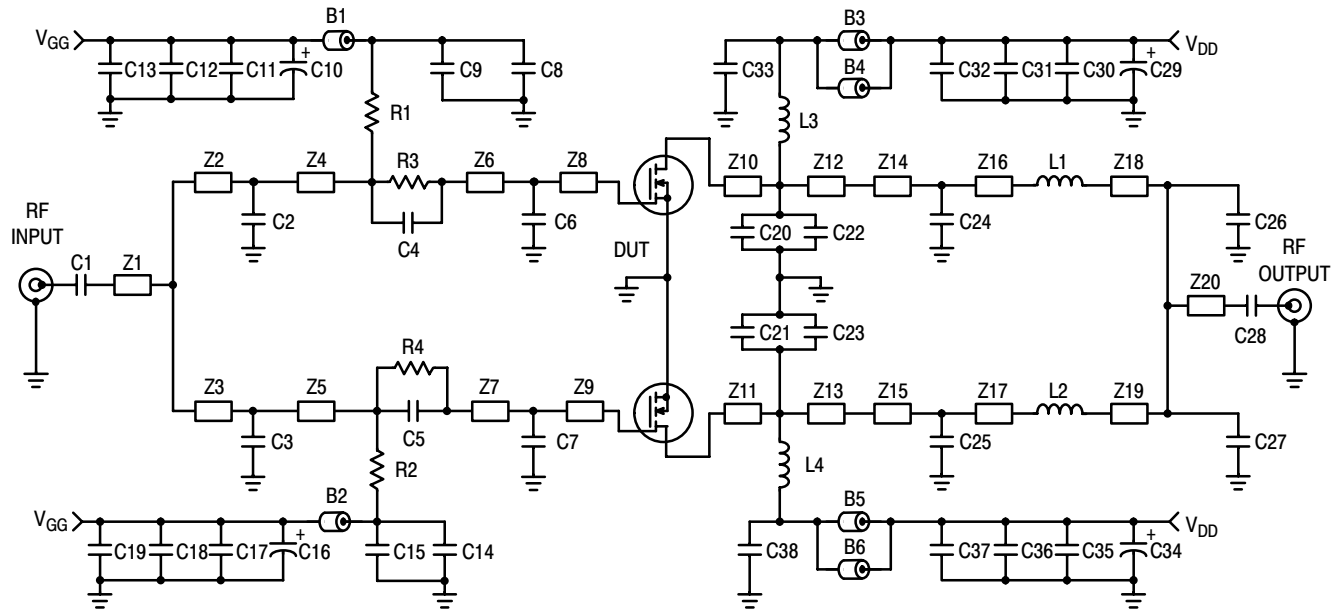 B1
B3
V_GG
V_DD
B4
C13 C12 C11 + C10 C9 C8
C33
C32 C31 C30 + C29
R1
L3
Z2 Z4 R3 Z6 Z8
Z10 Z12 Z14 Z16 L1 Z18
RF
INPUT
C2
C4
C6
C20 C22
C24
C26
C1 Z1
DUT
RF
OUTPUT
Z20
C28
R4
C21 C23
Z3 Z5 Z7 Z9
Z11 Z13 Z15 Z17 L2 Z19
C3
C5
C7
C25
C27
R2
L4
B2
B5
V_GG
V_DD
B6
C19 C18 C17 + C16 C15 C14
C38
C37 C36 C35 + C34